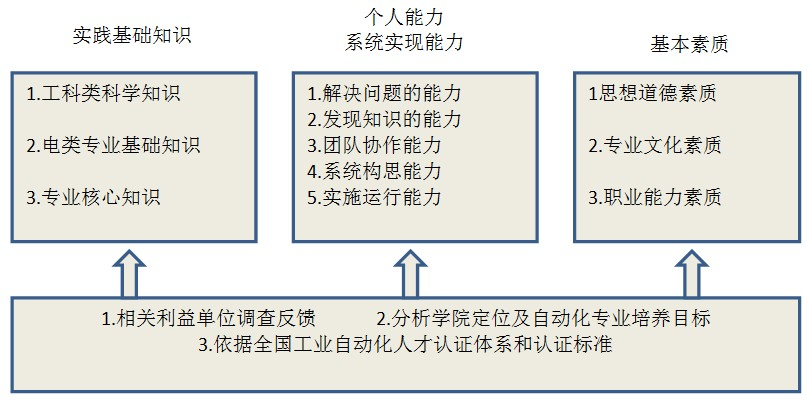 实践基础知识
个人能力
系统实现能力
基本素质
1.工科类科学知识
2.电类专业基础知识
3.专业核心知识
1.解决问题的能力
2.发现知识的能力
3.团队协作能力
4.系统构思能力
5.实施运行能力
1思想道德素质
2.专业文化素质
3.职业能力素质
1.相关利益单位调查反馈 2.分析学院定位及自动化专业培养目标
3.依据全国工业自动化人才认证体系和认证标准